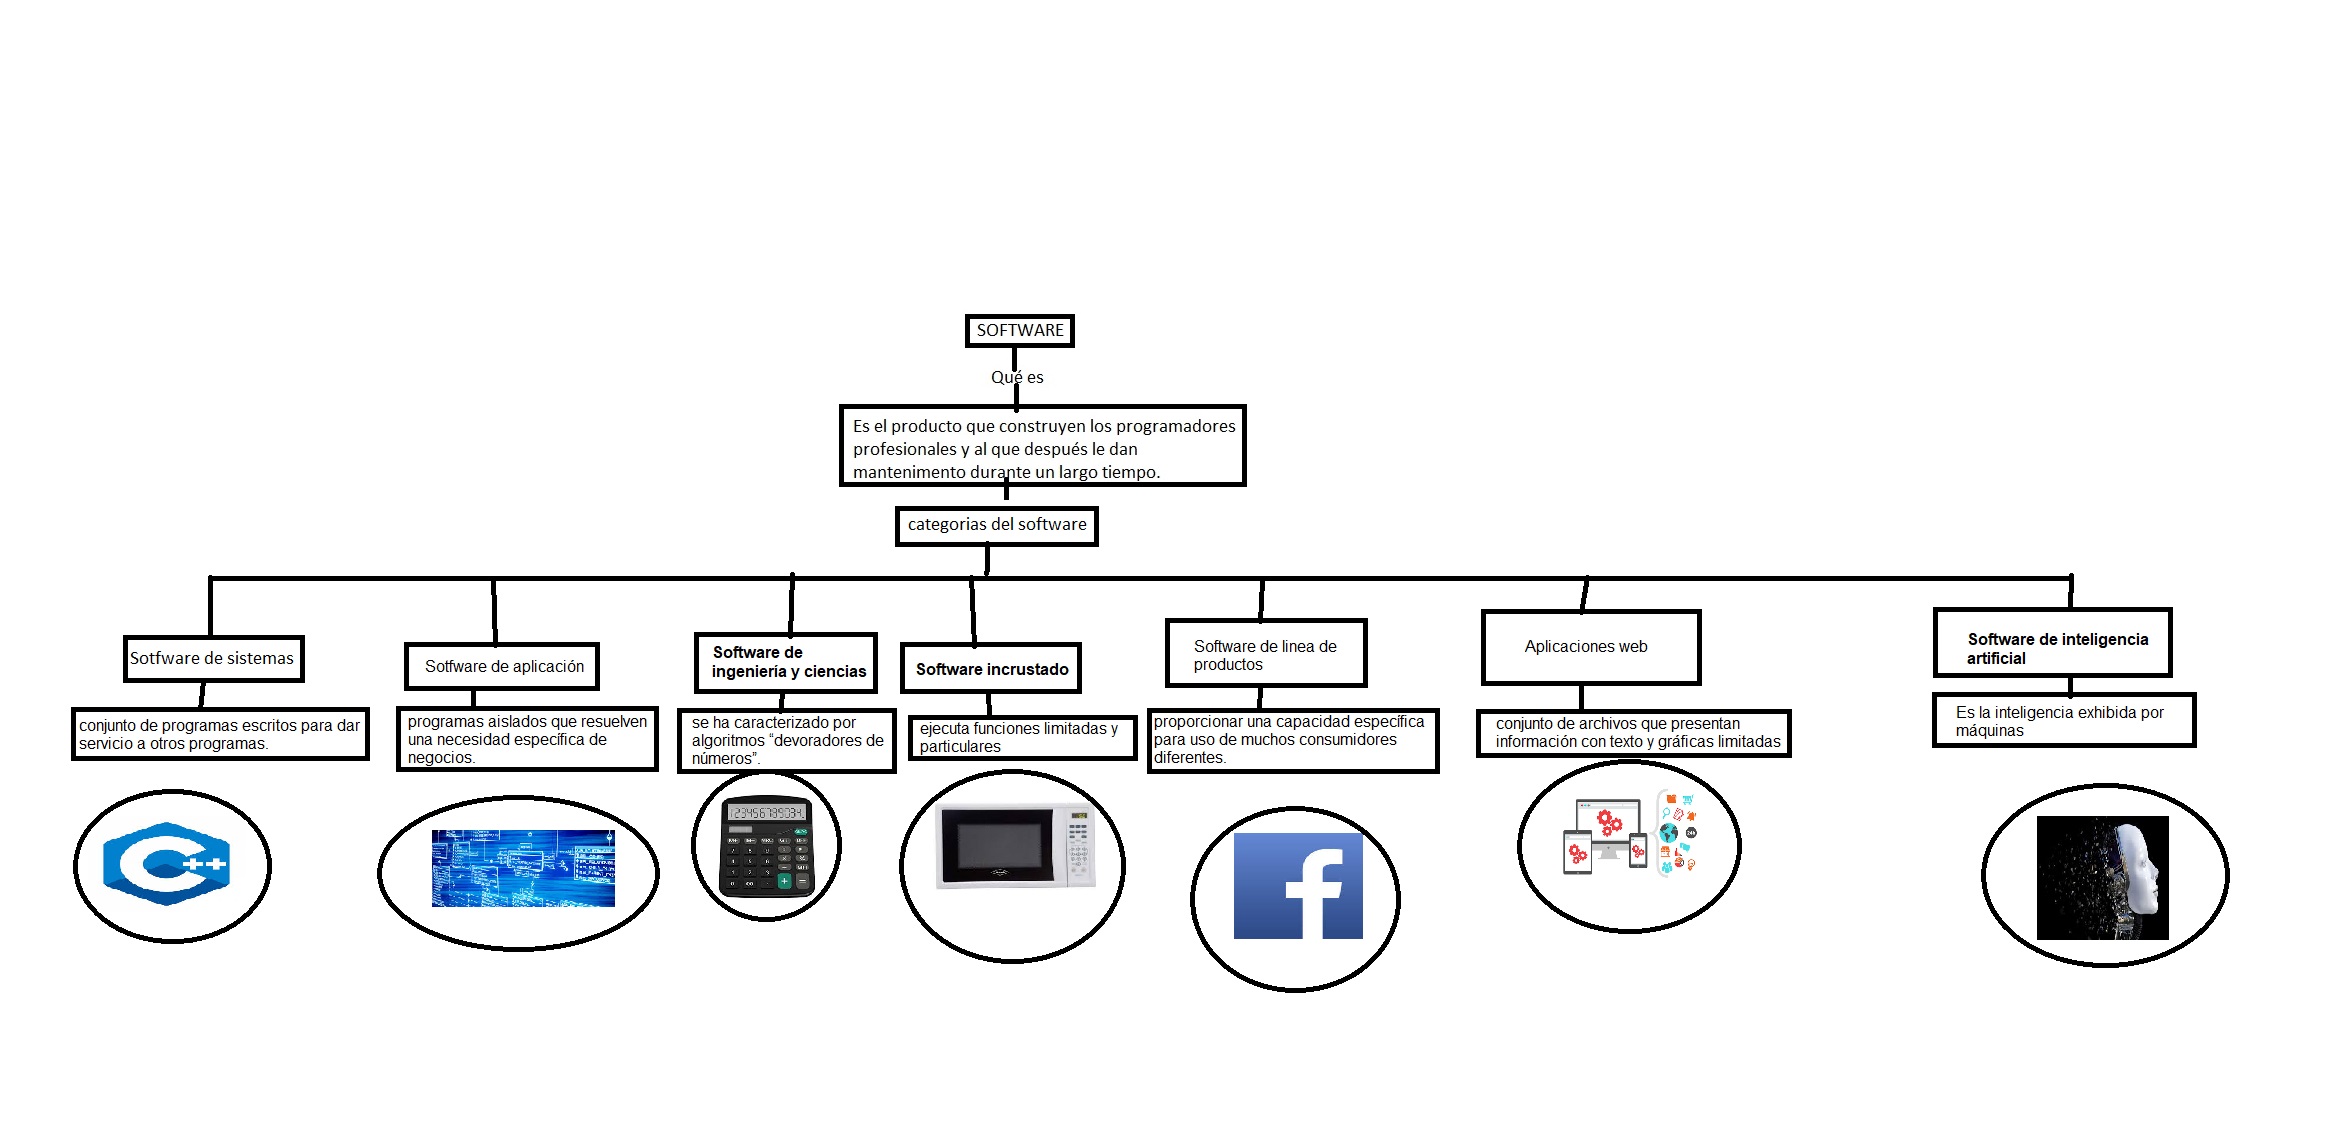 SOFTWARE
Qué es
Es el producto que construyen los programadores
profesionales y al que después le dan
mantenimento durante un largo tiempo.
categorias del software
Sotfware de sistemas
conjunto de programas escritos para dar
servicio a otros programas.
Sotfware de aplicación
programas aislados que resuelven
una necesidad específica de
negocios.
Software de
ingeniería y ciencias
se ha caracterizado por
algoritmos “devoradores de
números”.
Software incrustado
ejecuta funciones limitadas y
particulares
Software de linea de
productos
proporcionar una capacidad específica
para uso de muchos consumidores
diferentes.
Aplicaciones web
conjunto de archivos que presentan
información con texto y gráficas limitadas
Software de inteligencia
artificial
Es la inteligencia exhibida por
máquinas
C++
f